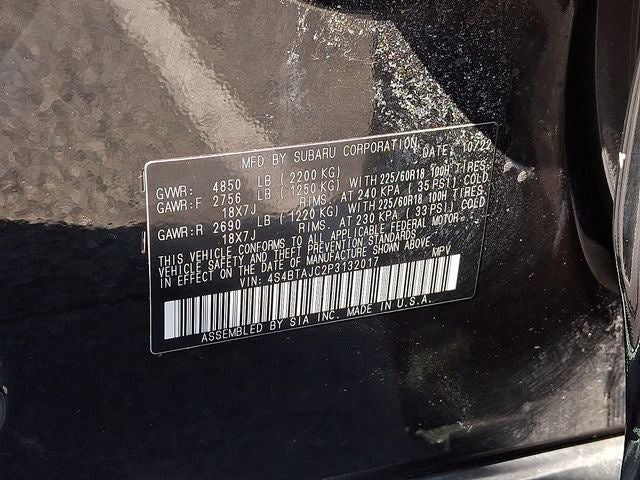 MFD BY SUBARU CORPORATION DATE: 10/22
GVWR: 4850 LB (2200 KG)
GAWR:F 2756 LB (1250 KG) WITH 225/60R18 100H TIRES.
18X7J RIMS. AT 240 KPA (35 PSI) COLD
GAWR:R 2690 LB (1220 KG) WITH 225/60R18 100H TIRES.
18X7J RIMS. AT 230 KPA (33 PSI) COLD
THIS VEHICLE CONFORMS TO ALL APPLICABLE FEDERAL MOTOR
VEHICLE SAFETY AND THEFT PREVENTION STANDARDS
IN EFFECT ON THE DATE OF MANUFACTURE SHOWN ABOVE.
VIN: 4S4BTAJC2P3132017 MPV
ASSEMBLED BY SIA INC. MADE IN U.S.A.